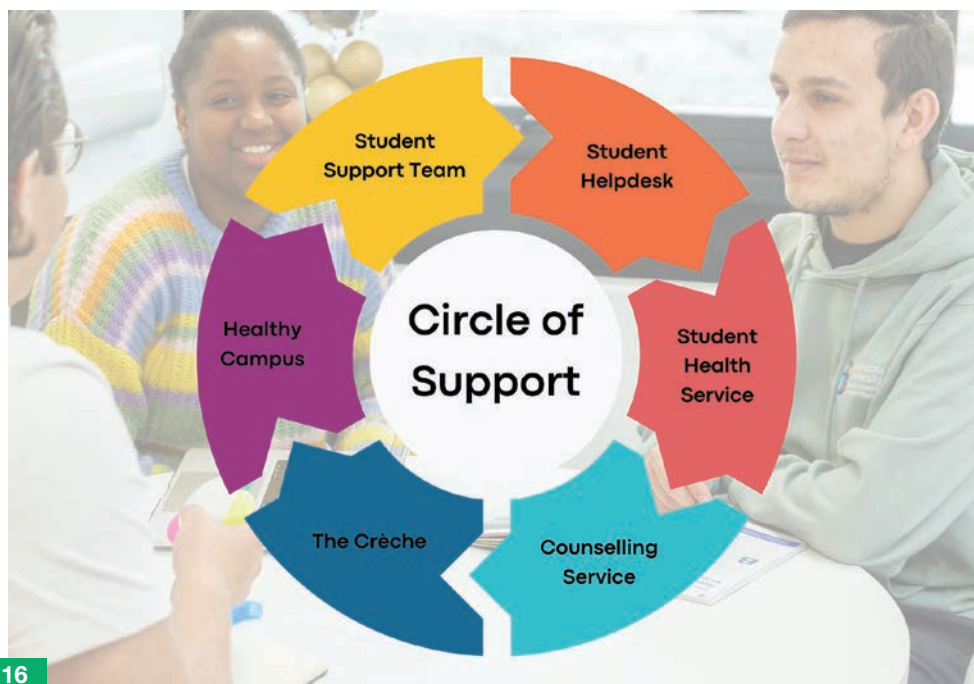 Student
Support Team
Student
Helpdesk
Healthy
Campus
Circle of
Support
Student
Health
Service
The Crèche
Counselling
Service
16